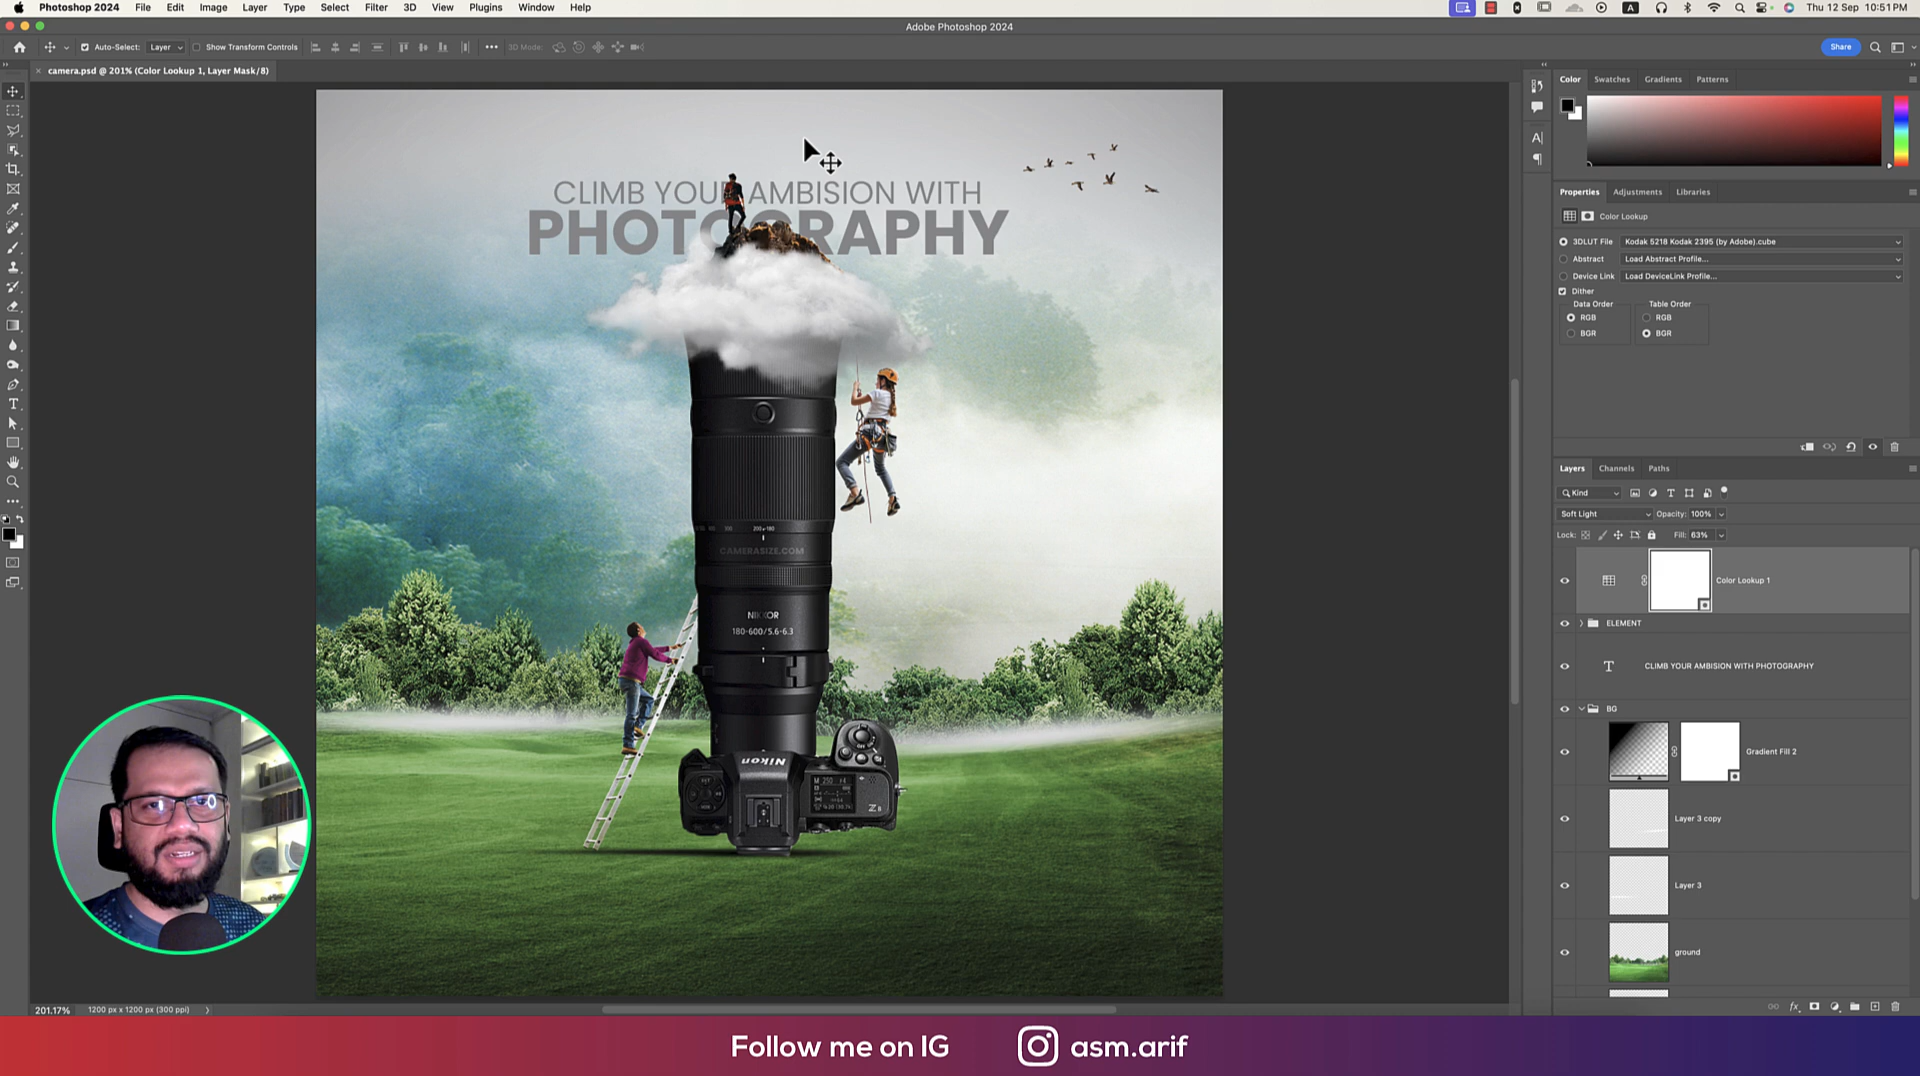 Photoshop 2024 File Edit Image Layer Type Select Filter 3D View Plugins Window Help Thu 12 Sep 10:51 PM
Adobe Photoshop 2024
Auto-Select: Layer Show Transform Controls 3D Mode: Share
camera.psd @ 201% (Color Lookup 1, Layer Mask/8)
Color Swatches Gradients Patterns
Properties Adjustments Libraries
Color Lookup
3DLUT File Kodak 5218 Kodak 2395 (by Adobe).cube
Abstract Load Abstract Profile...
Device Link Load DeviceLink Profile...
Dither
Data Order Table Order
RGB RGB
BGR BGR
Layers Channels Paths
Kind
Soft Light Opacity: 100%
Lock: Fill: 63%
Color Lookup 1
ELEMENT
CLIMB YOUR AMBISION WITH PHOTOGRAPHY
BG
Gradient Fill 2
Layer 3 copy
Layer 3
ground
CLIMB YOUR AMBISION WITH
PHOTOGRAPHY
CAMERASIZE.COM
NIKKOR
180-600/5.6-6.3
Nikon
Z8
201.17% 1200 px x 1200 px (300 ppi)
Follow me on IG asm.arif